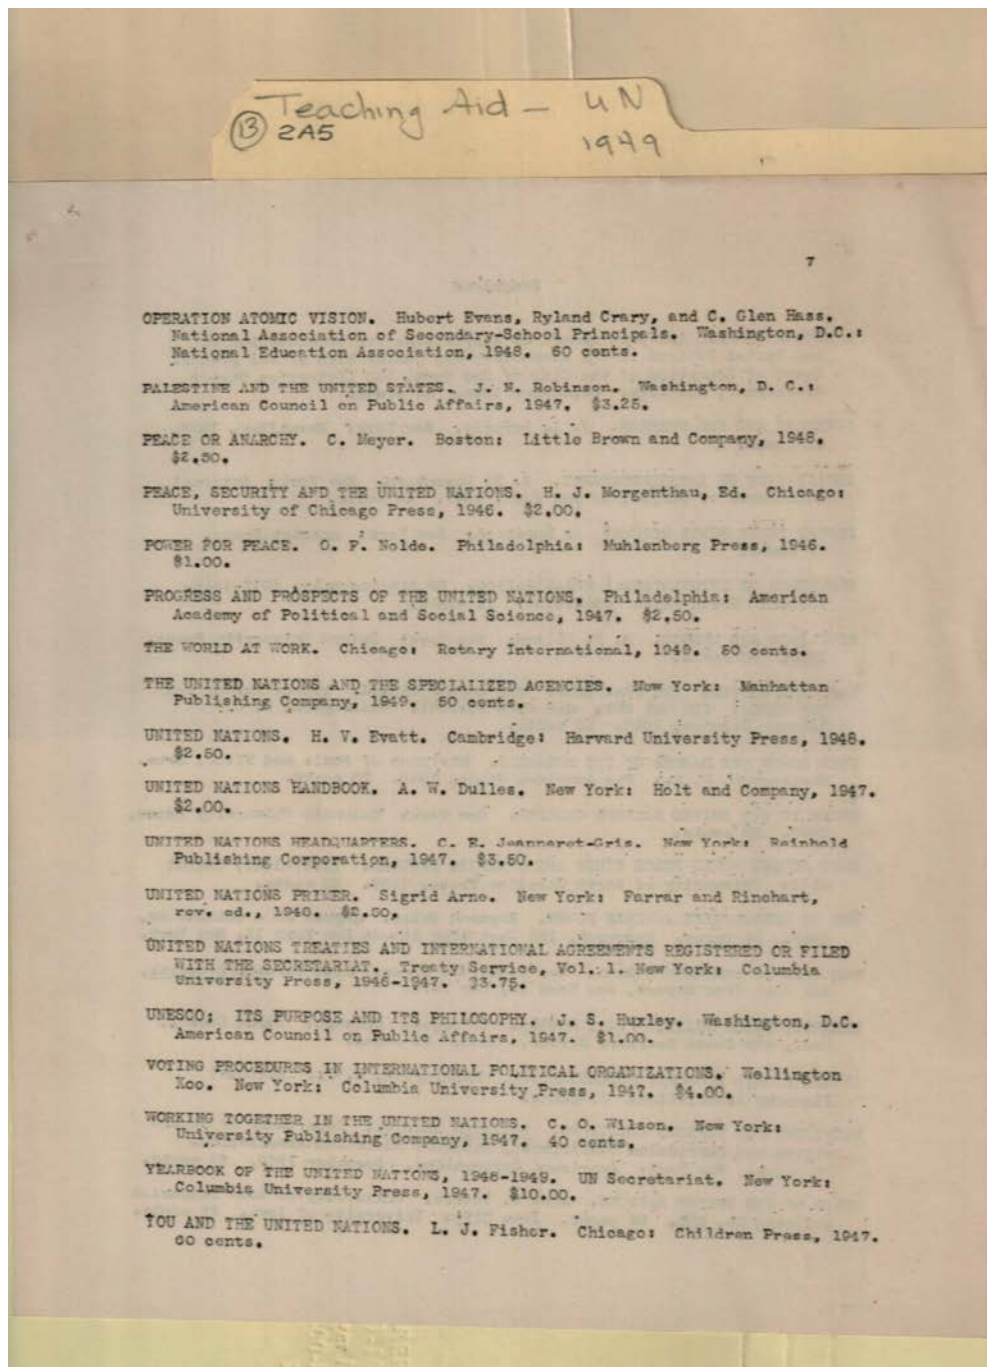 Teaching Aid - UN
13 2A5 1949
7
OPERATION ATOMIC VISION. Hubert Evans, Ryland Crary, and C. Glen Hass.
National Association of Secondary-School Principals. Washington, D.C.:
National Education Association, 1948. 60 cents.
PALESTINE AND THE UNITED STATES. J. N. Robinson. Washington, D. C.:
American Council on Public Affairs, 1947. $3.25.
PEACE OR ANARCHY. C. Meyer. Boston: Little Brown and Company, 1948.
$2.50.
PEACE, SECURITY AND THE UNITED NATIONS. H. J. Morgenthau, Ed. Chicago:
University of Chicago Press, 1946. $2.00.
POWER FOR PEACE. O. F. Nolde. Philadelphia: Muhlenberg Press, 1946.
$1.00.
PROGRESS AND PROSPECTS OF THE UNITED NATIONS. Philadelphia: American
Academy of Political and Social Science, 1947. $2.50.
THE WORLD AT WORK. Chicago: Rotary International, 1949. 50 cents.
THE UNITED NATIONS AND THE SPECIALIZED AGENCIES. New York: Manhattan
Publishing Company, 1949. 50 cents.
UNITED NATIONS. H. V. Evatt. Cambridge: Harvard University Press, 1948.
$2.50.
UNITED NATIONS HANDBOOK. A. W. Dulles. New York: Holt and Company, 1947.
$2.00.
UNITED NATIONS HEADQUARTERS. C. E. Jeanneret-Gris. New York: Reinhold
Publishing Corporation, 1947. $3.50.
UNITED NATIONS PRIMER. Sigrid Arne. New York: Farrar and Rinehart,
rev. ed.,
UNITED NATIONS TREATIES AND INTERNATIONAL AGREEMENTS REGISTERED OR FILED
WITH THE SECRETARIAT. Treaty Service, Vol. 1. New York: Columbia
University Press, 1946-1947. $3.75.
UNESCO: ITS PURPOSE AND ITS PHILOSOPHY. J. S. Huxley. Washington, D.C.
American Council on Public Affairs, 1947. $1.00.
VOTING PROCEDURES IN INTERNATIONAL POLITICAL ORGANIZATIONS. Wellington
Koo. New York: Columbia University Press, 1947. $4.00.
WORKING TOGETHER IN THE UNITED NATIONS. C. O. Wilson. New York:
University Publishing Company, 1947. 40 cents.
YEARBOOK OF THE UNITED NATIONS, 1948-1949. UN Secretariat. New York:
Columbia University Press, 1947. $10.00.
YOU AND THE UNITED NATIONS. L. J. Fisher. Chicago: Children Press, 1947.
60 cents.